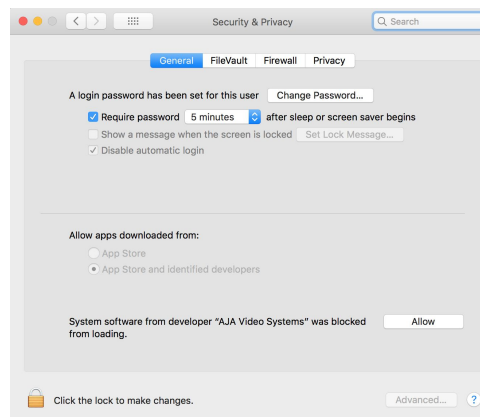 Security & Privacy
Search
General FileVault Firewall Privacy
A login password has been set for this user Change Password...
Require password 5 minutes after sleep or screen saver begins
Show a message when the screen is locked Set Lock Message...
Disable automatic login
Allow apps downloaded from:
App Store
App Store and identified developers
System software from developer “AJA Video Systems” was blocked Allow
from loading.
Click the lock to make changes. Advanced... ?